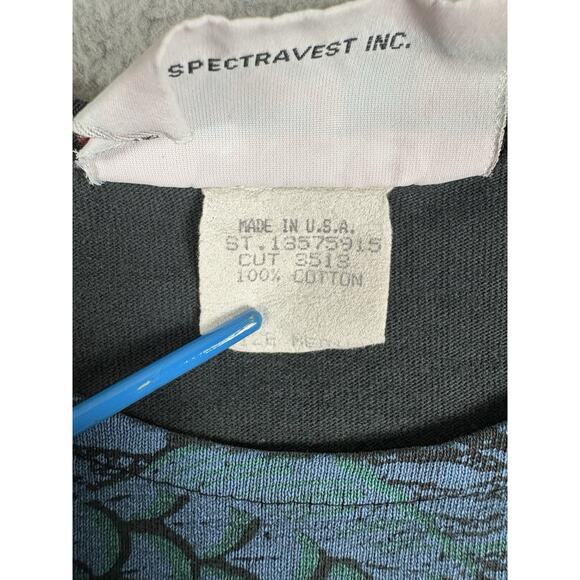 SPECTRAVEST INC.
MADE IN U.S.A.
ST.13575915
CUT 3513
100% COTTON